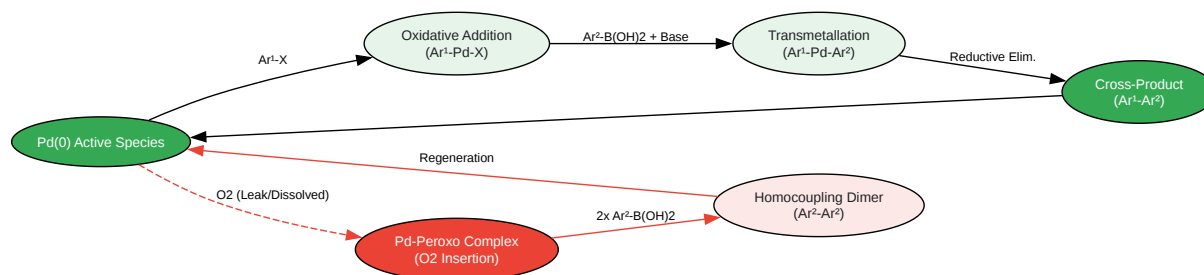 Oxidative Addition
(Ar¹-Pd-X)
Ar²-B(OH)2 + Base
Transmetallation
(Ar¹-Pd-Ar²)
Reductive Elim.
Ar¹-X
Cross-Product
(Ar¹-Ar²)
Pd(0) Active Species
Regeneration
O2 (Leak/Dissolved)
Homocoupling Dimer
(Ar²-Ar²)
2x Ar²-B(OH)2
Pd-Peroxo Complex
(O2 Insertion)